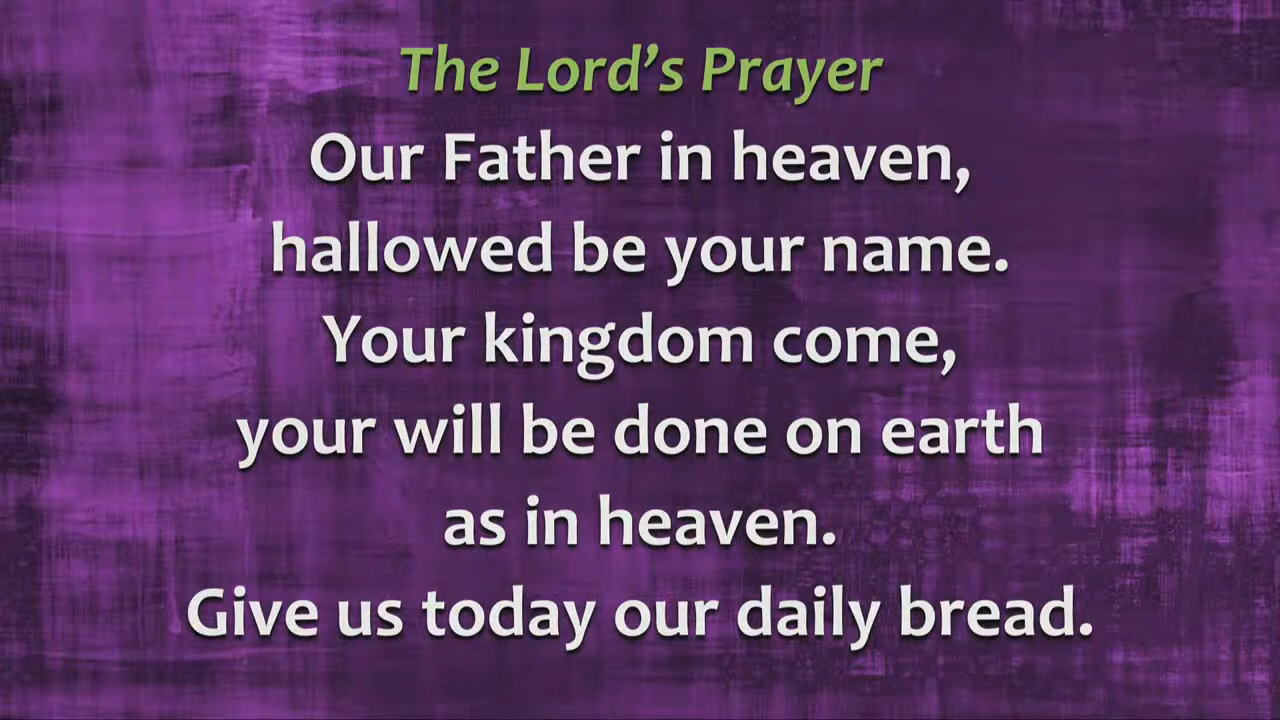 The Lord’s Prayer
Our Father in heaven,
hallowed be your name.
Your kingdom come,
your will be done on earth
as in heaven.
Give us today our daily bread.